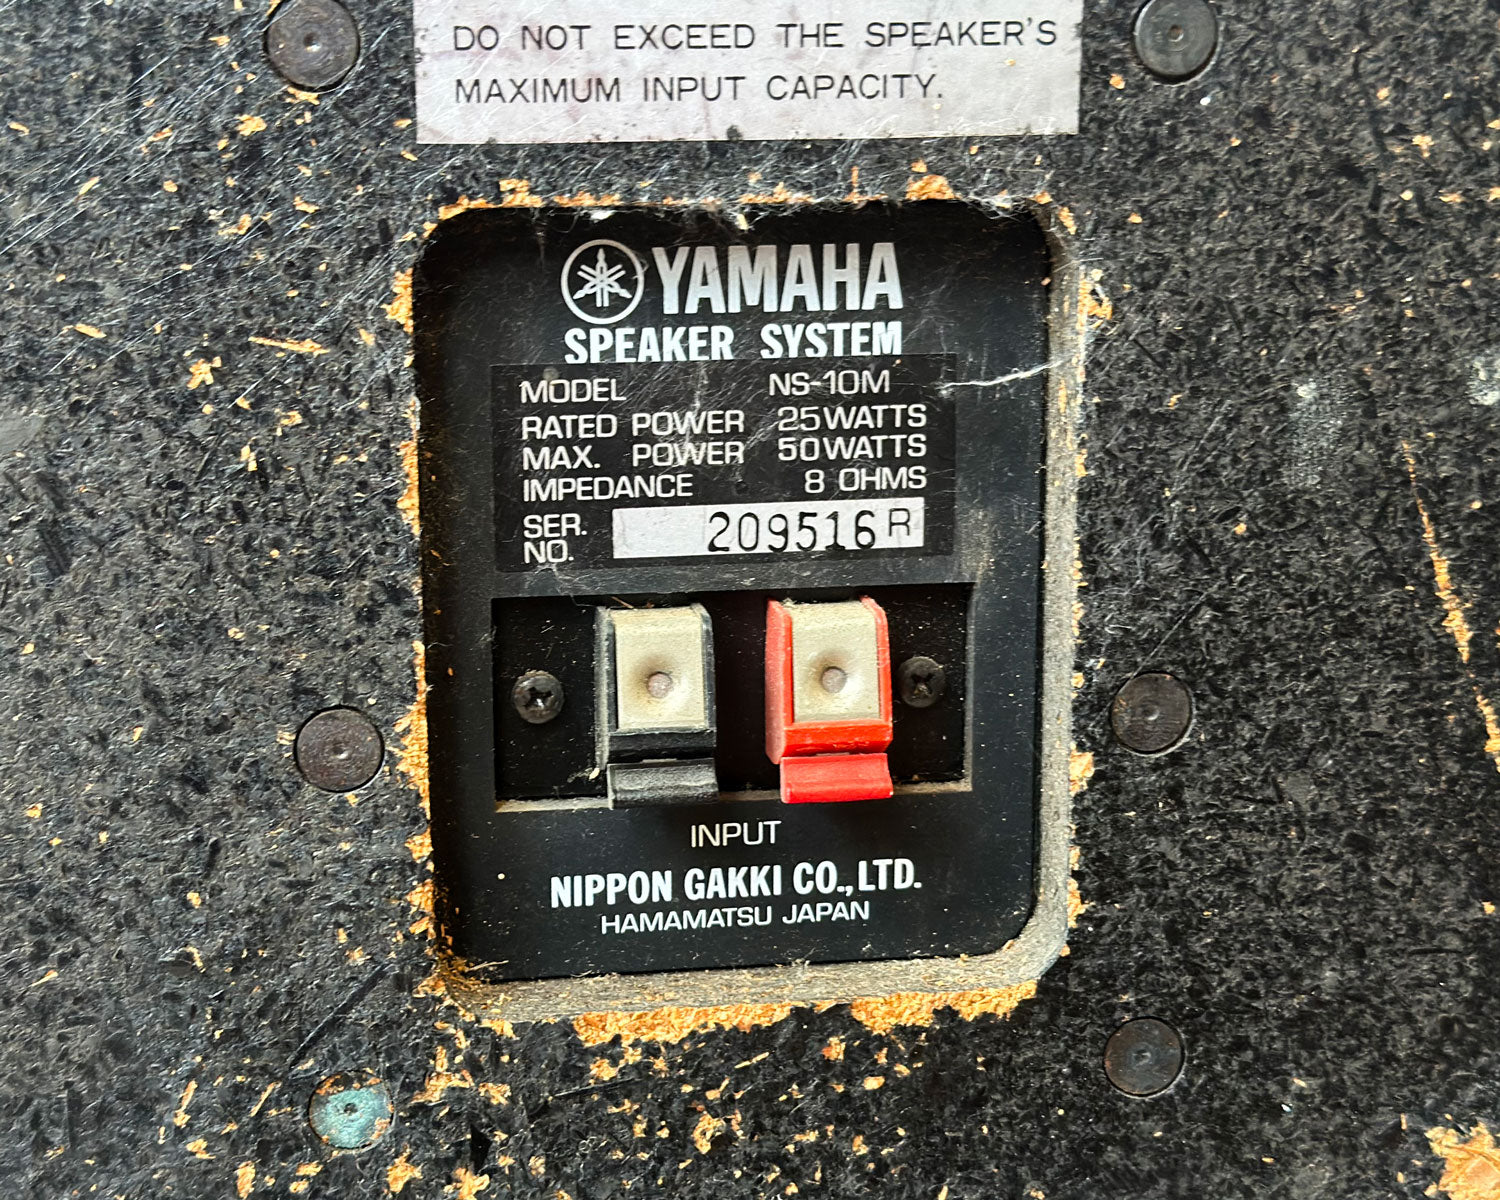 DO NOT EXCEED THE SPEAKER'S
MAXIMUM INPUT CAPACITY.
YAMAHA
SPEAKER SYSTEM
MODEL NS-10M
RATED POWER 25WATTS
MAX. POWER 50WATTS
IMPEDANCE 8 OHMS
SER. NO. 209516 R
INPUT
NIPPON GAKKI CO., LTD.
HAMAMATSU JAPAN